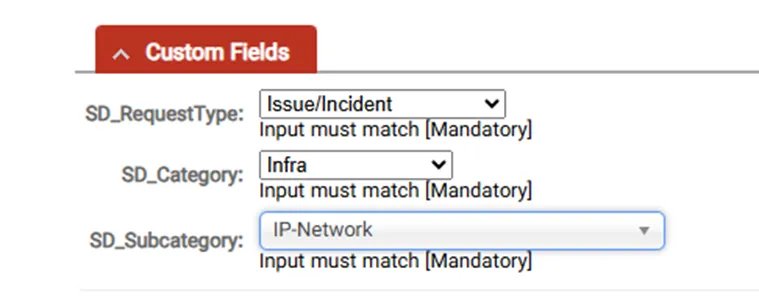 Custom Fields
SD_RequestType: Issue/Incident
Input must match [Mandatory]
SD_Category: Infra
Input must match [Mandatory]
SD_Subcategory: IP-Network
Input must match [Mandatory]